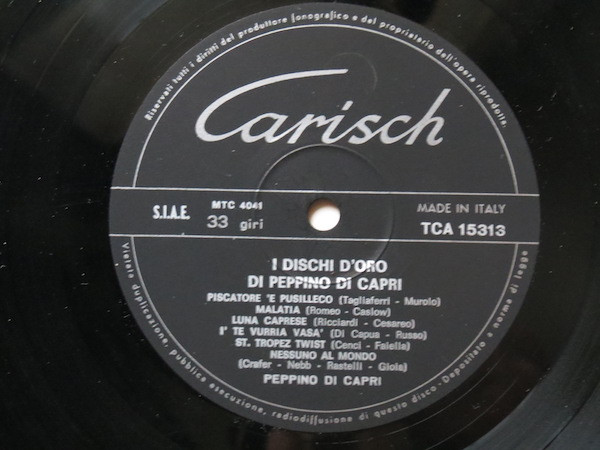 Riservati tutti i diritti del produttore fonografico e del proprietario dell'opera riprodotta.
Carisch
S.I.A.E.
MTC 4041
33 giri
MADE IN ITALY
TCA 15313
I DISCHI D'ORO
DI PEPPINO DI CAPRI
PISCATORE 'E PUSILLECO (Tagliaferri - Murolo)
MALATIA (Romeo - Caslow)
LUNA CAPRESE (Ricciardi - Cesareo)
I' TE VURRIA VASA' (Di Capua - Russo)
ST. TROPEZ TWIST (Cenci - Faiella)
NESSUNO AL MONDO
(Crafer - Nebb - Rastelli - Gioia)
PEPPINO DI CAPRI
Vietata duplicazione, pubblica esecuzione, radiodiffusione di questo disco - Depositato a norma di legge